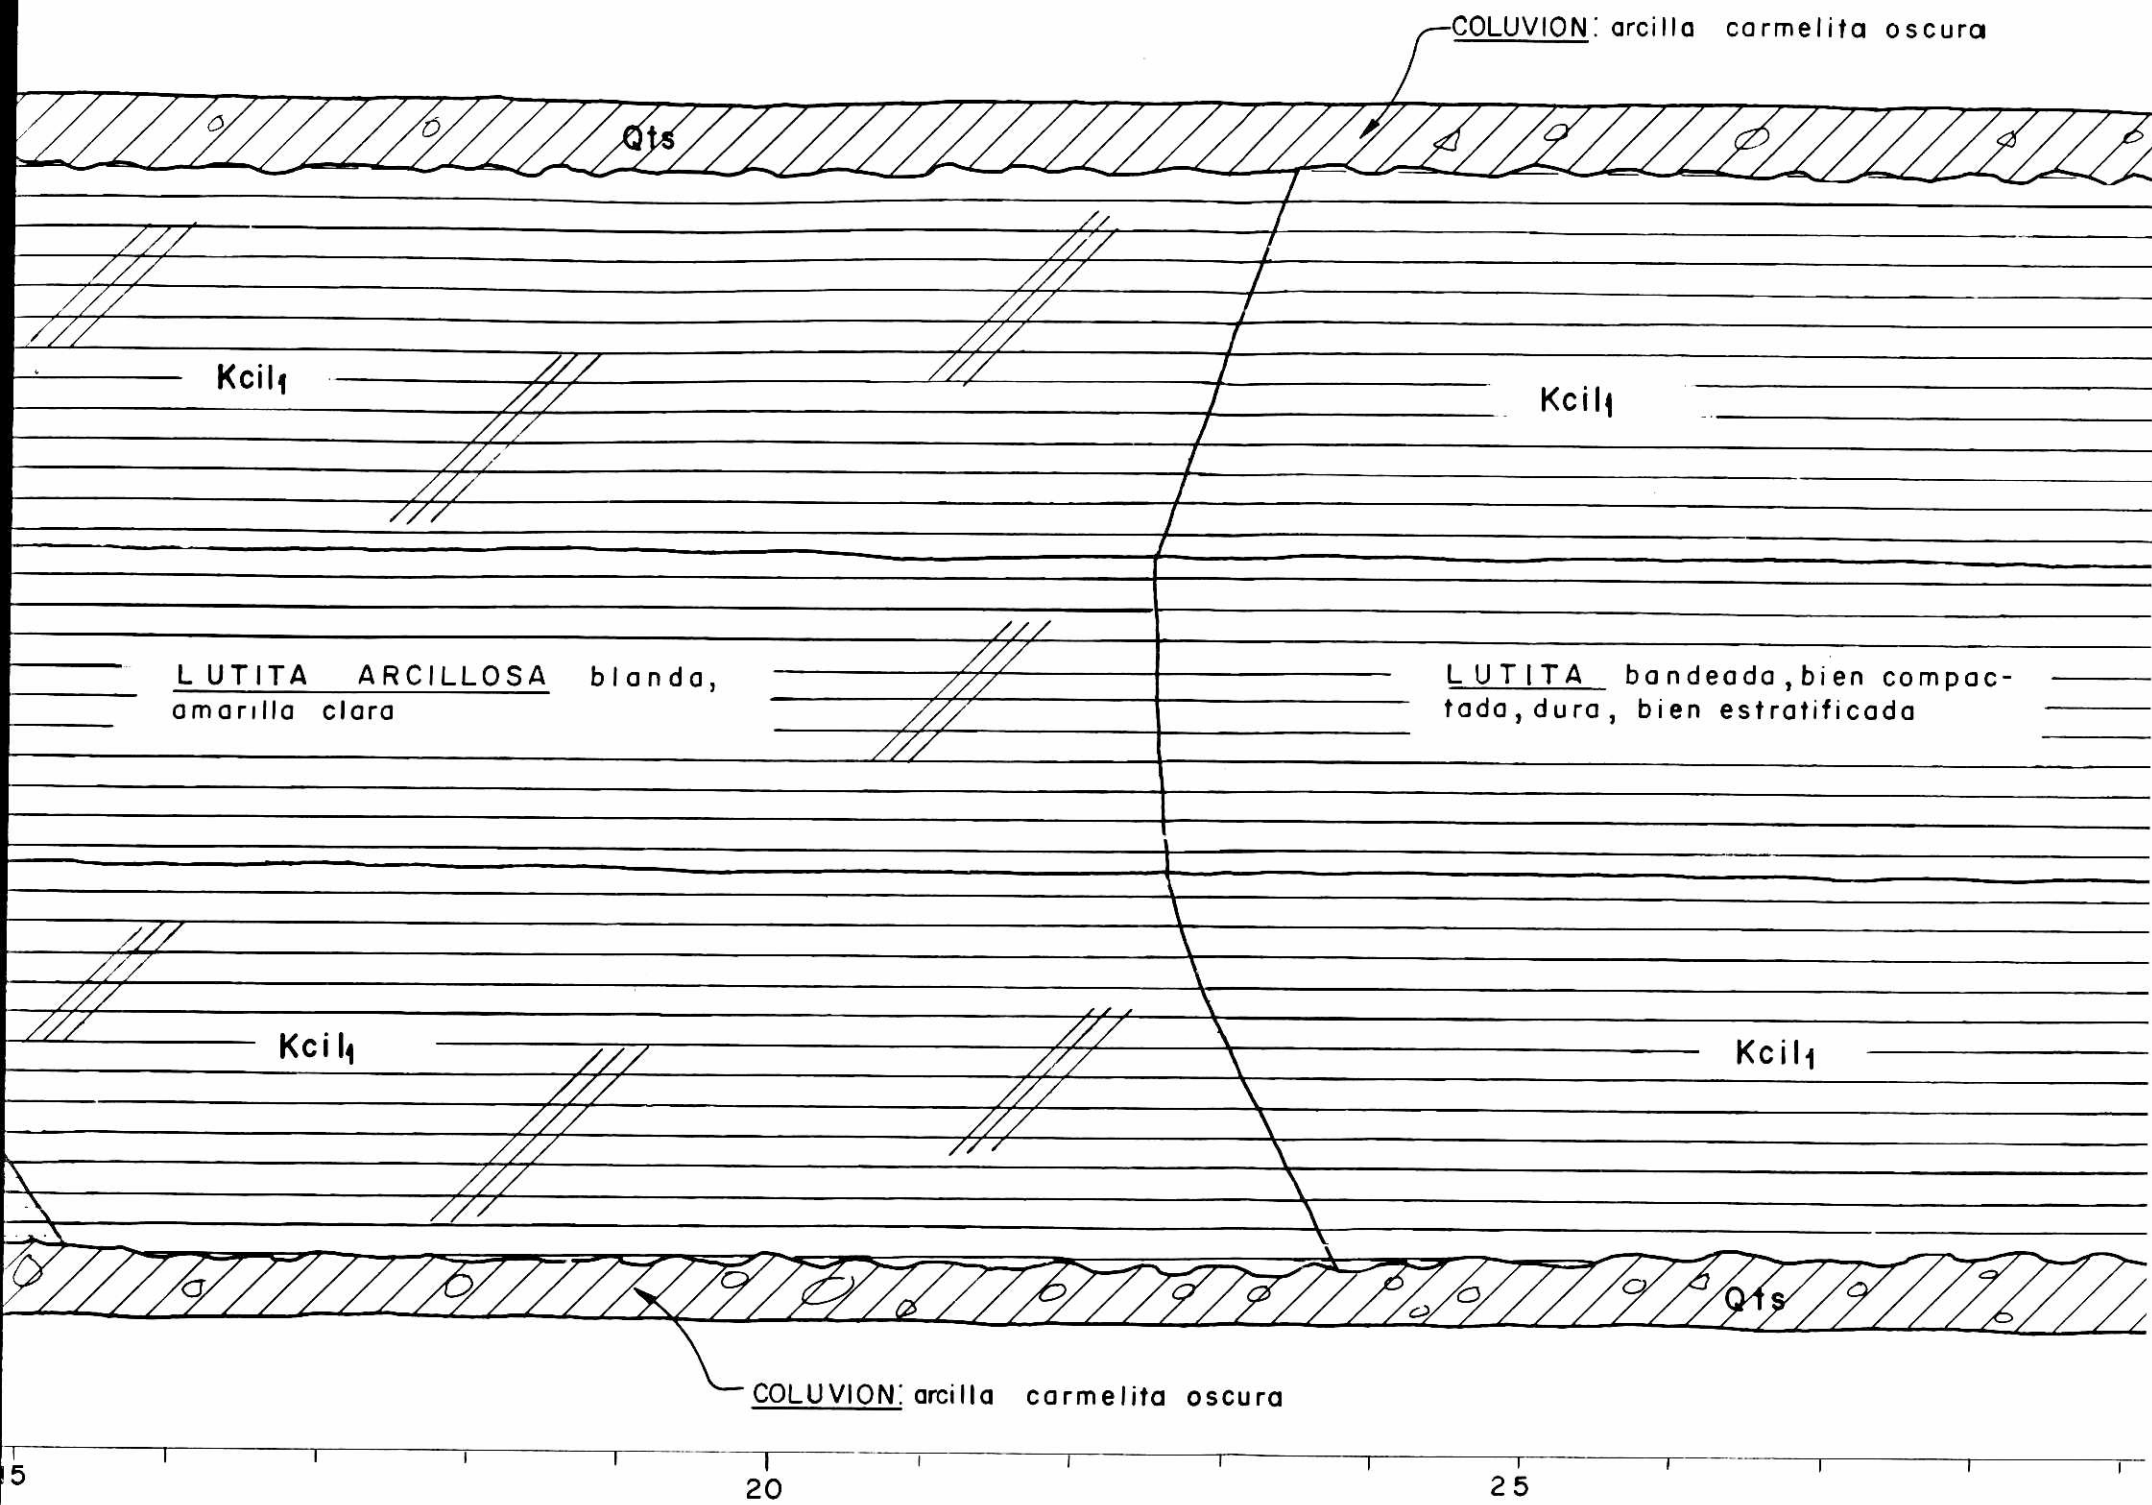 COLUVION: arcilla carmelita oscura
Qts
Kcil1
Kcil1
LUTITA ARCILLOSA blanda,
amarilla clara
LUTITA bandeada, bien compac-
tada, dura, bien estratificada
Kcil1
Kcil1
Qts
COLUVION: arcilla carmelita oscura
15 20 25